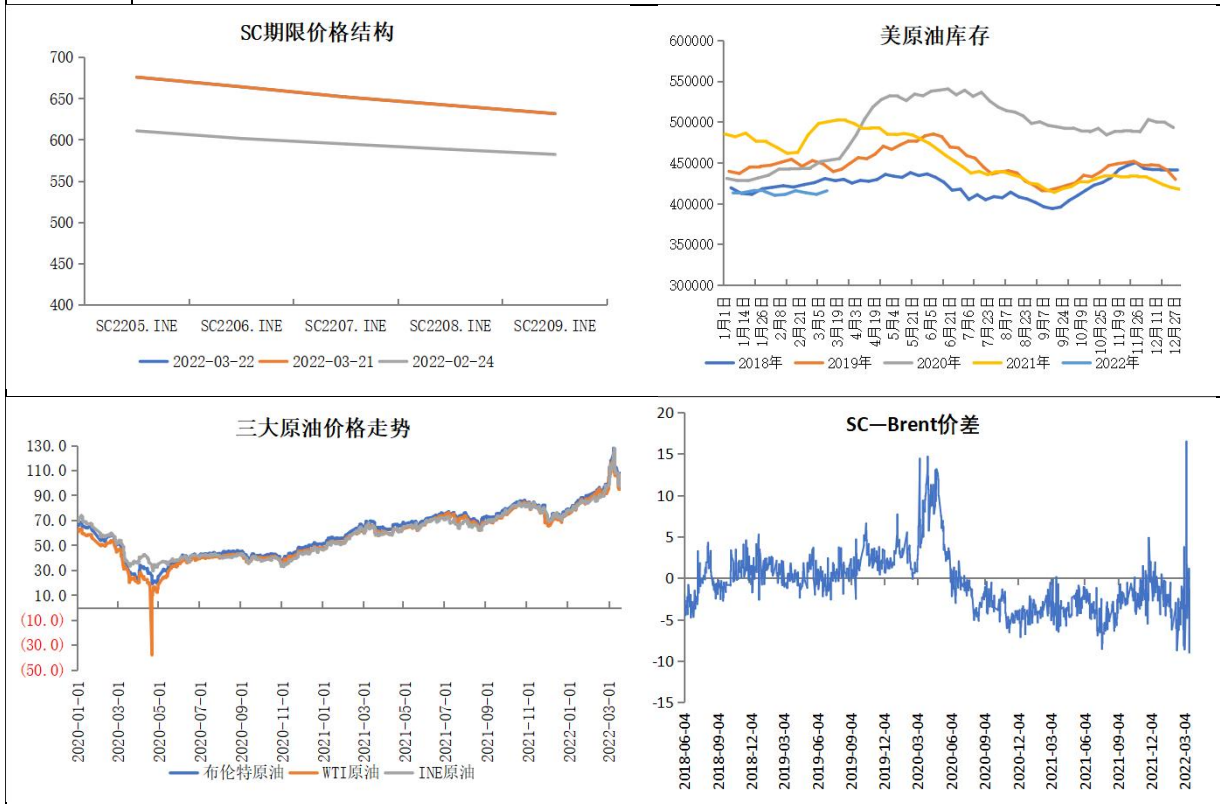 SC期限价格结构
700
650
600
550
500
450
400
SC2205.INE SC2206.INE SC2207.INE SC2208.INE SC2209.INE
2022-03-22 2022-03-21 2022-02-24
美原油库存
600000
550000
500000
450000
400000
350000
300000
1月1日 1月14日 1月26日 2月8日 2月21日 3月5日 3月19日 4月3日 4月19日 5月4日 5月21日 6月5日 6月21日 7月6日 7月23日 8月8日 8月23日 9月7日 9月24日 10月9日 10月25日 11月9日 11月26日 12月11日 12月27日
2018年 2019年 2020年 2021年 2022年
三大原油价格走势
130.0
110.0
90.0
70.0
50.0
30.0
10.0
(10.0)
(30.0)
(50.0)
2020-01-01 2020-03-01 2020-05-01 2020-07-01 2020-09-01 2020-11-01 2021-01-01 2021-03-01 2021-05-01 2021-07-01 2021-09-01 2021-11-01 2022-01-01 2022-03-01
布伦特原油 WTI原油 INE原油
SC—Brent价差
20
15
10
5
0
-5
-10
-15
2018-06-04 2018-09-04 2018-12-04 2019-03-04 2019-06-04 2019-09-04 2019-12-04 2020-03-04 2020-06-04 2020-09-04 2020-12-04 2021-03-04 2021-06-04 2021-09-04 2021-12-04 2022-03-04